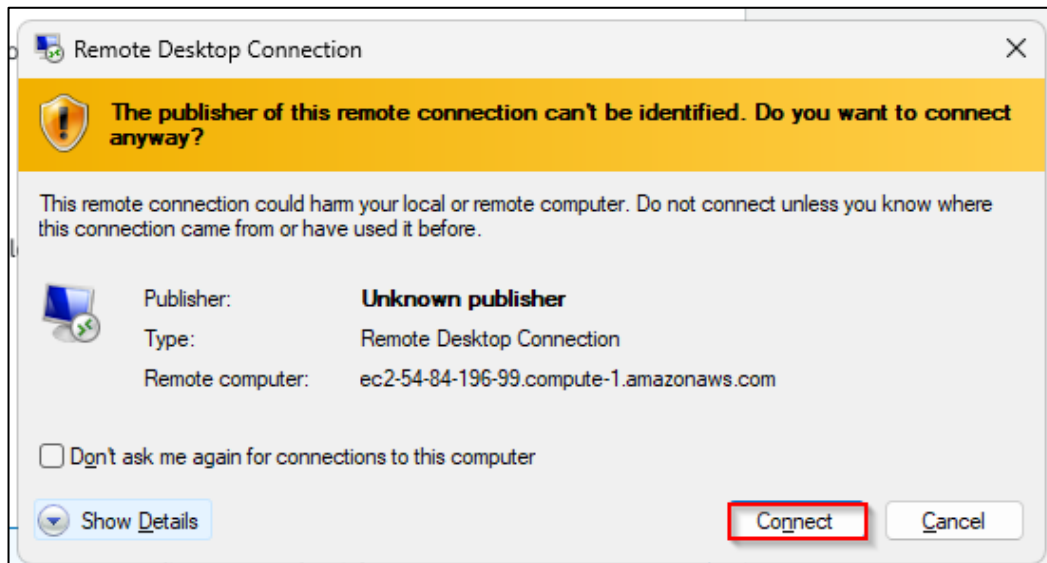 Remote Desktop Connection
The publisher of this remote connection can't be identified. Do you want to connect
anyway?
This remote connection could harm your local or remote computer. Do not connect unless you know where
this connection came from or have used it before.
Publisher: Unknown publisher
Type: Remote Desktop Connection
Remote computer: ec2-54-84-196-99.compute-1.amazonaws.com
Don't ask me again for connections to this computer
Show Details Connect Cancel